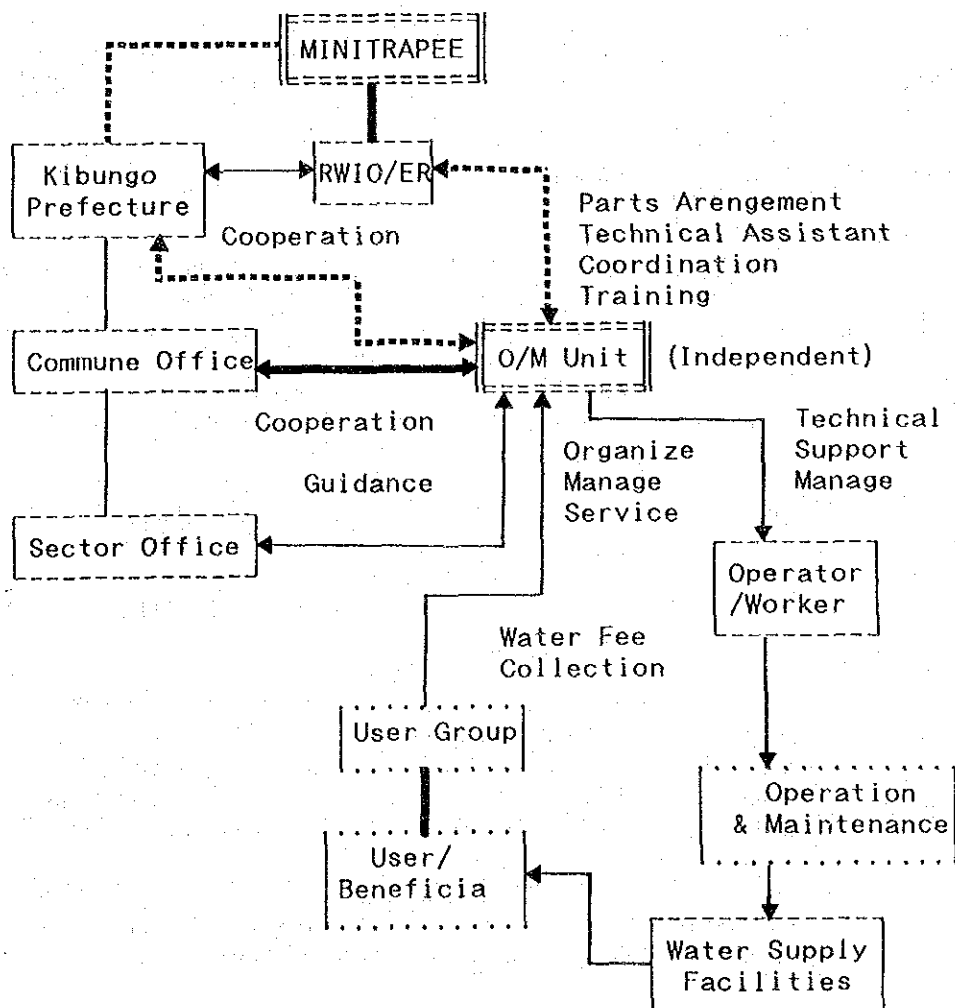 MINITRAPEE
Kibungo
Prefecture
RWIO/ER
Cooperation
Parts Arengement
Technical Assistant
Coordination
Training
Commune Office
O/M Unit
(Independent)
Cooperation
Guidance
Organize
Manage
Service
Technical
Support
Manage
Sector Office
Operator
/Worker
Water Fee
Collection
User Group
Operation
& Maintenance
User/
Beneficia
Water Supply
Facilities